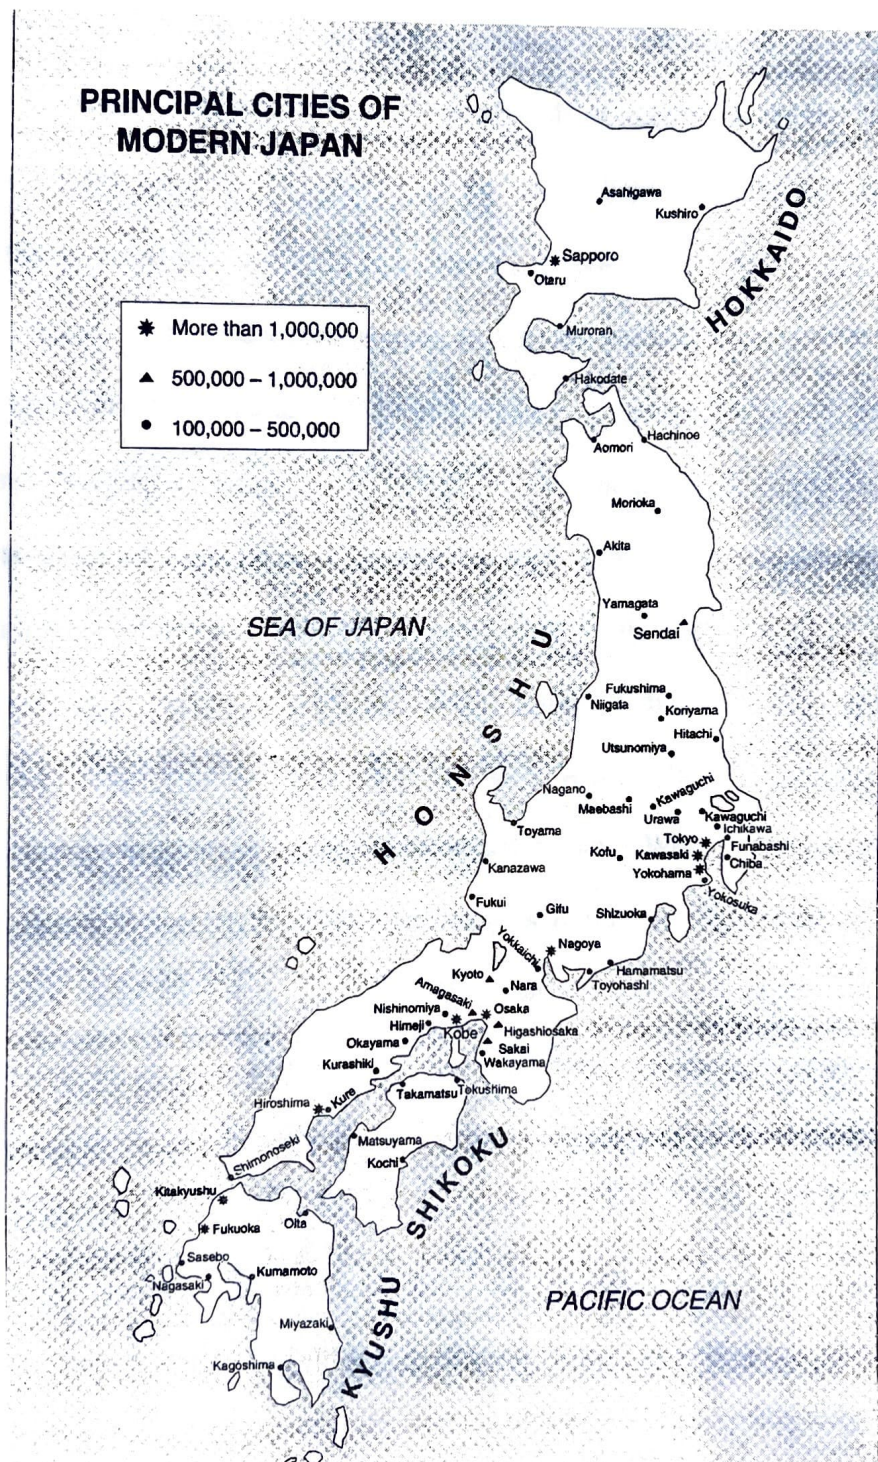 PRINCIPAL CITIES OF
MODERN JAPAN
Asahigawa
Kushiro
HOKKAIDO
Sapporo
Otaru
More than 1,000,000
500,000 – 1,000,000
100,000 – 500,000
Muroran
Hakodate
Hachinoe
Aomori
Morioka
Akita
Yamagata
Sendai
SEA OF JAPAN
HONSHU
Fukushima
Niigata
Koriyama
Hitachi
Utsunomiya
Nagano
Maebashi
Kawaguchi
Urawa
Kawaguchi
Ichikawa
Toyama
Tokyo
Funabashi
Kofu
Kawasaki
Chiba
Kanazawa
Yokohama
Yokosuka
Fukui
Gifu
Shizuoka
Yokkaichi
Nagoya
Kyoto
Hamamatsu
Toyohashi
Nara
Amagasaki
Nishinomiya
Osaka
Himeji
Kobe
Higashiosaka
Okayama
Sakai
Wakayama
Kurashiki
Takamatsu
Tokushima
Hiroshima
Kure
Matsuyama
Kochi
SHIKOKU
Shimonoseki
Kitakyushu
Oita
Fukuoka
Sasebo
Kumamoto
Nagasaki
PACIFIC OCEAN
Miyazaki
KYUSHU
Kagoshima